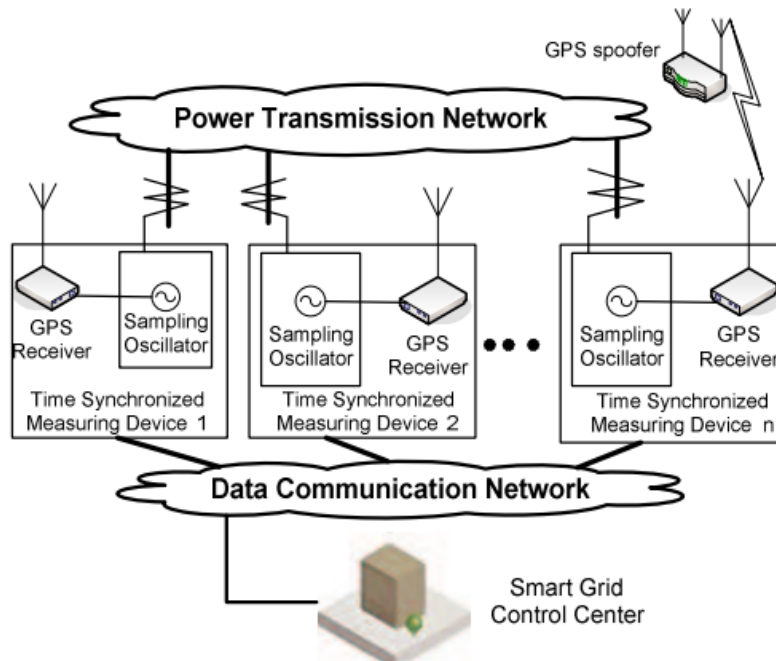 GPS spoofer
Power Transmission Network
GPS
Receiver
Sampling
Oscillator
Time Synchronized
Measuring Device 1
Sampling
Oscillator
GPS
Receiver
Time Synchronized
Measuring Device 2
Sampling
Oscillator
GPS
Receiver
Time Synchronized
Measuring Device n
Data Communication Network
Smart Grid
Control Center